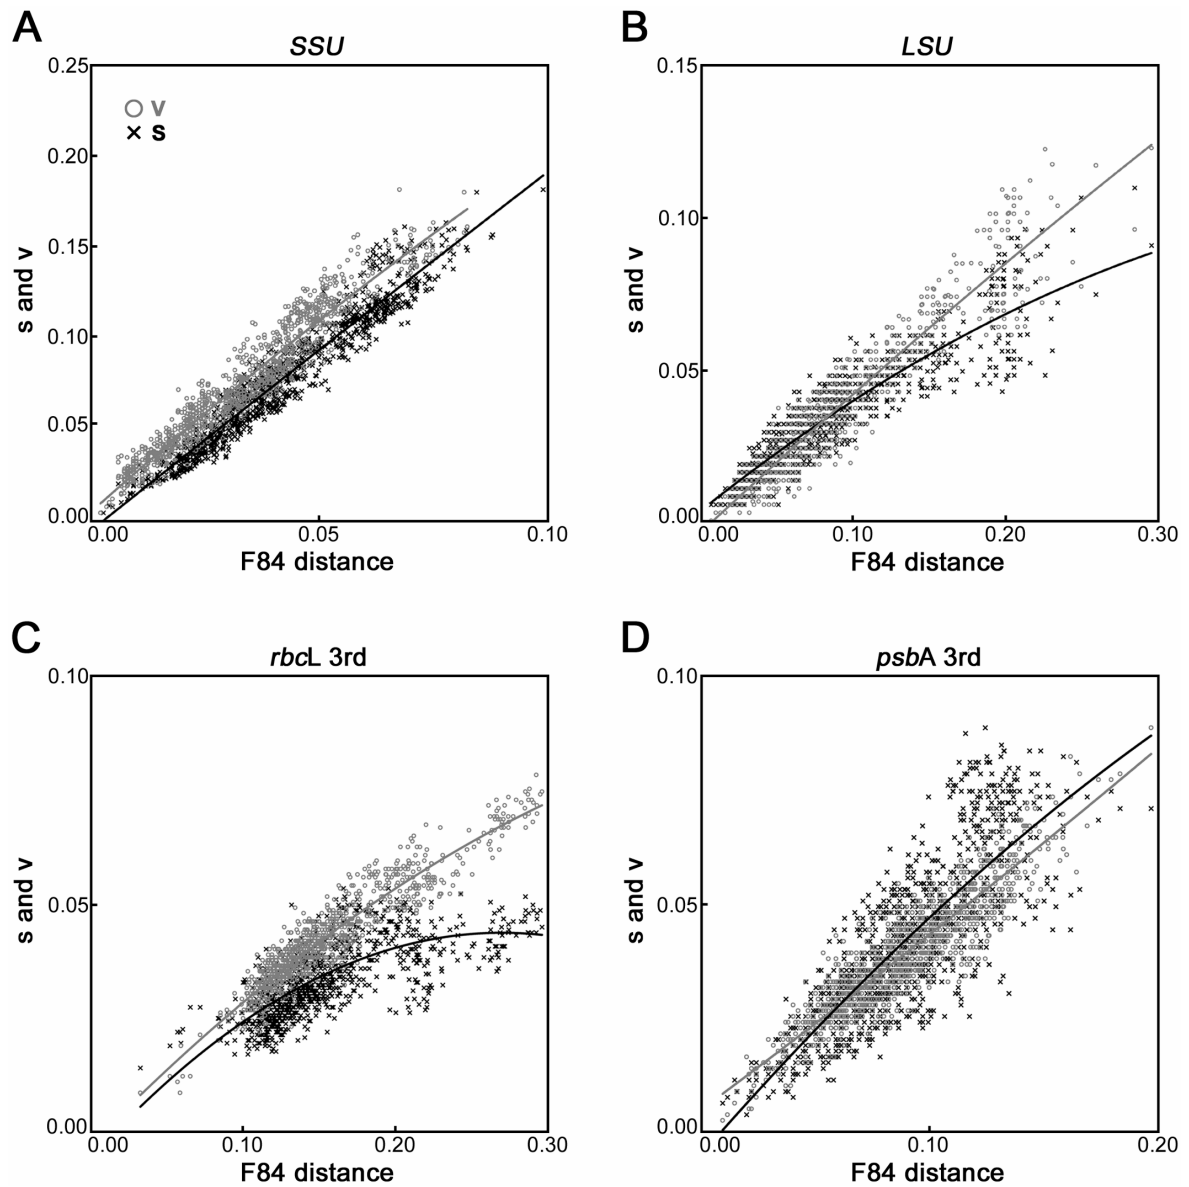 A
SSU
0.25
0.20
0.15
0.10
0.05
0.00
○ v
× s
s and v
0.00 0.05 0.10
F84 distance
B
LSU
0.15
0.10
0.05
0.00
s and v
0.00 0.10 0.20 0.30
F84 distance
C
rbcL 3rd
0.10
0.05
0.00
s and v
0.00 0.10 0.20 0.30
F84 distance
D
psbA 3rd
0.10
0.05
0.00
s and v
0.00 0.10 0.20
F84 distance